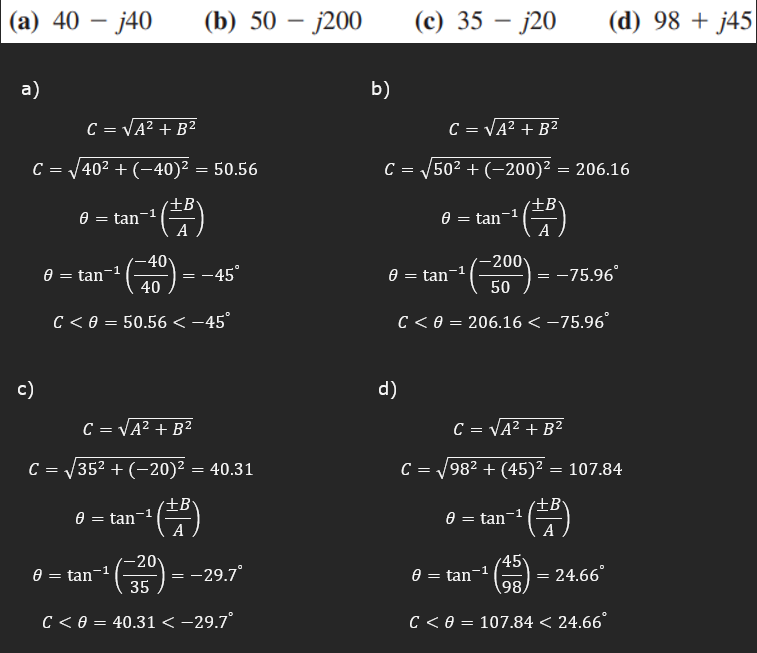 (a) 40 − j40 (b) 50 − j200 (c) 35 − j20 (d) 98 + j45
a)
C = √(A² + B²)
C = √(40² + (−40)²) = 50.56
θ = tan⁻¹(±B/A)
θ = tan⁻¹(−40/40) = −45°
C < θ = 50.56 < −45°
b)
C = √(A² + B²)
C = √(50² + (−200)²) = 206.16
θ = tan⁻¹(±B/A)
θ = tan⁻¹(−200/50) = −75.96°
C < θ = 206.16 < −75.96°
c)
C = √(A² + B²)
C = √(35² + (−20)²) = 40.31
θ = tan⁻¹(±B/A)
θ = tan⁻¹(−20/35) = −29.7°
C < θ = 40.31 < −29.7°
d)
C = √(A² + B²)
C = √(98² + (45)²) = 107.84
θ = tan⁻¹(±B/A)
θ = tan⁻¹(45/98) = 24.66°
C < θ = 107.84 < 24.66°